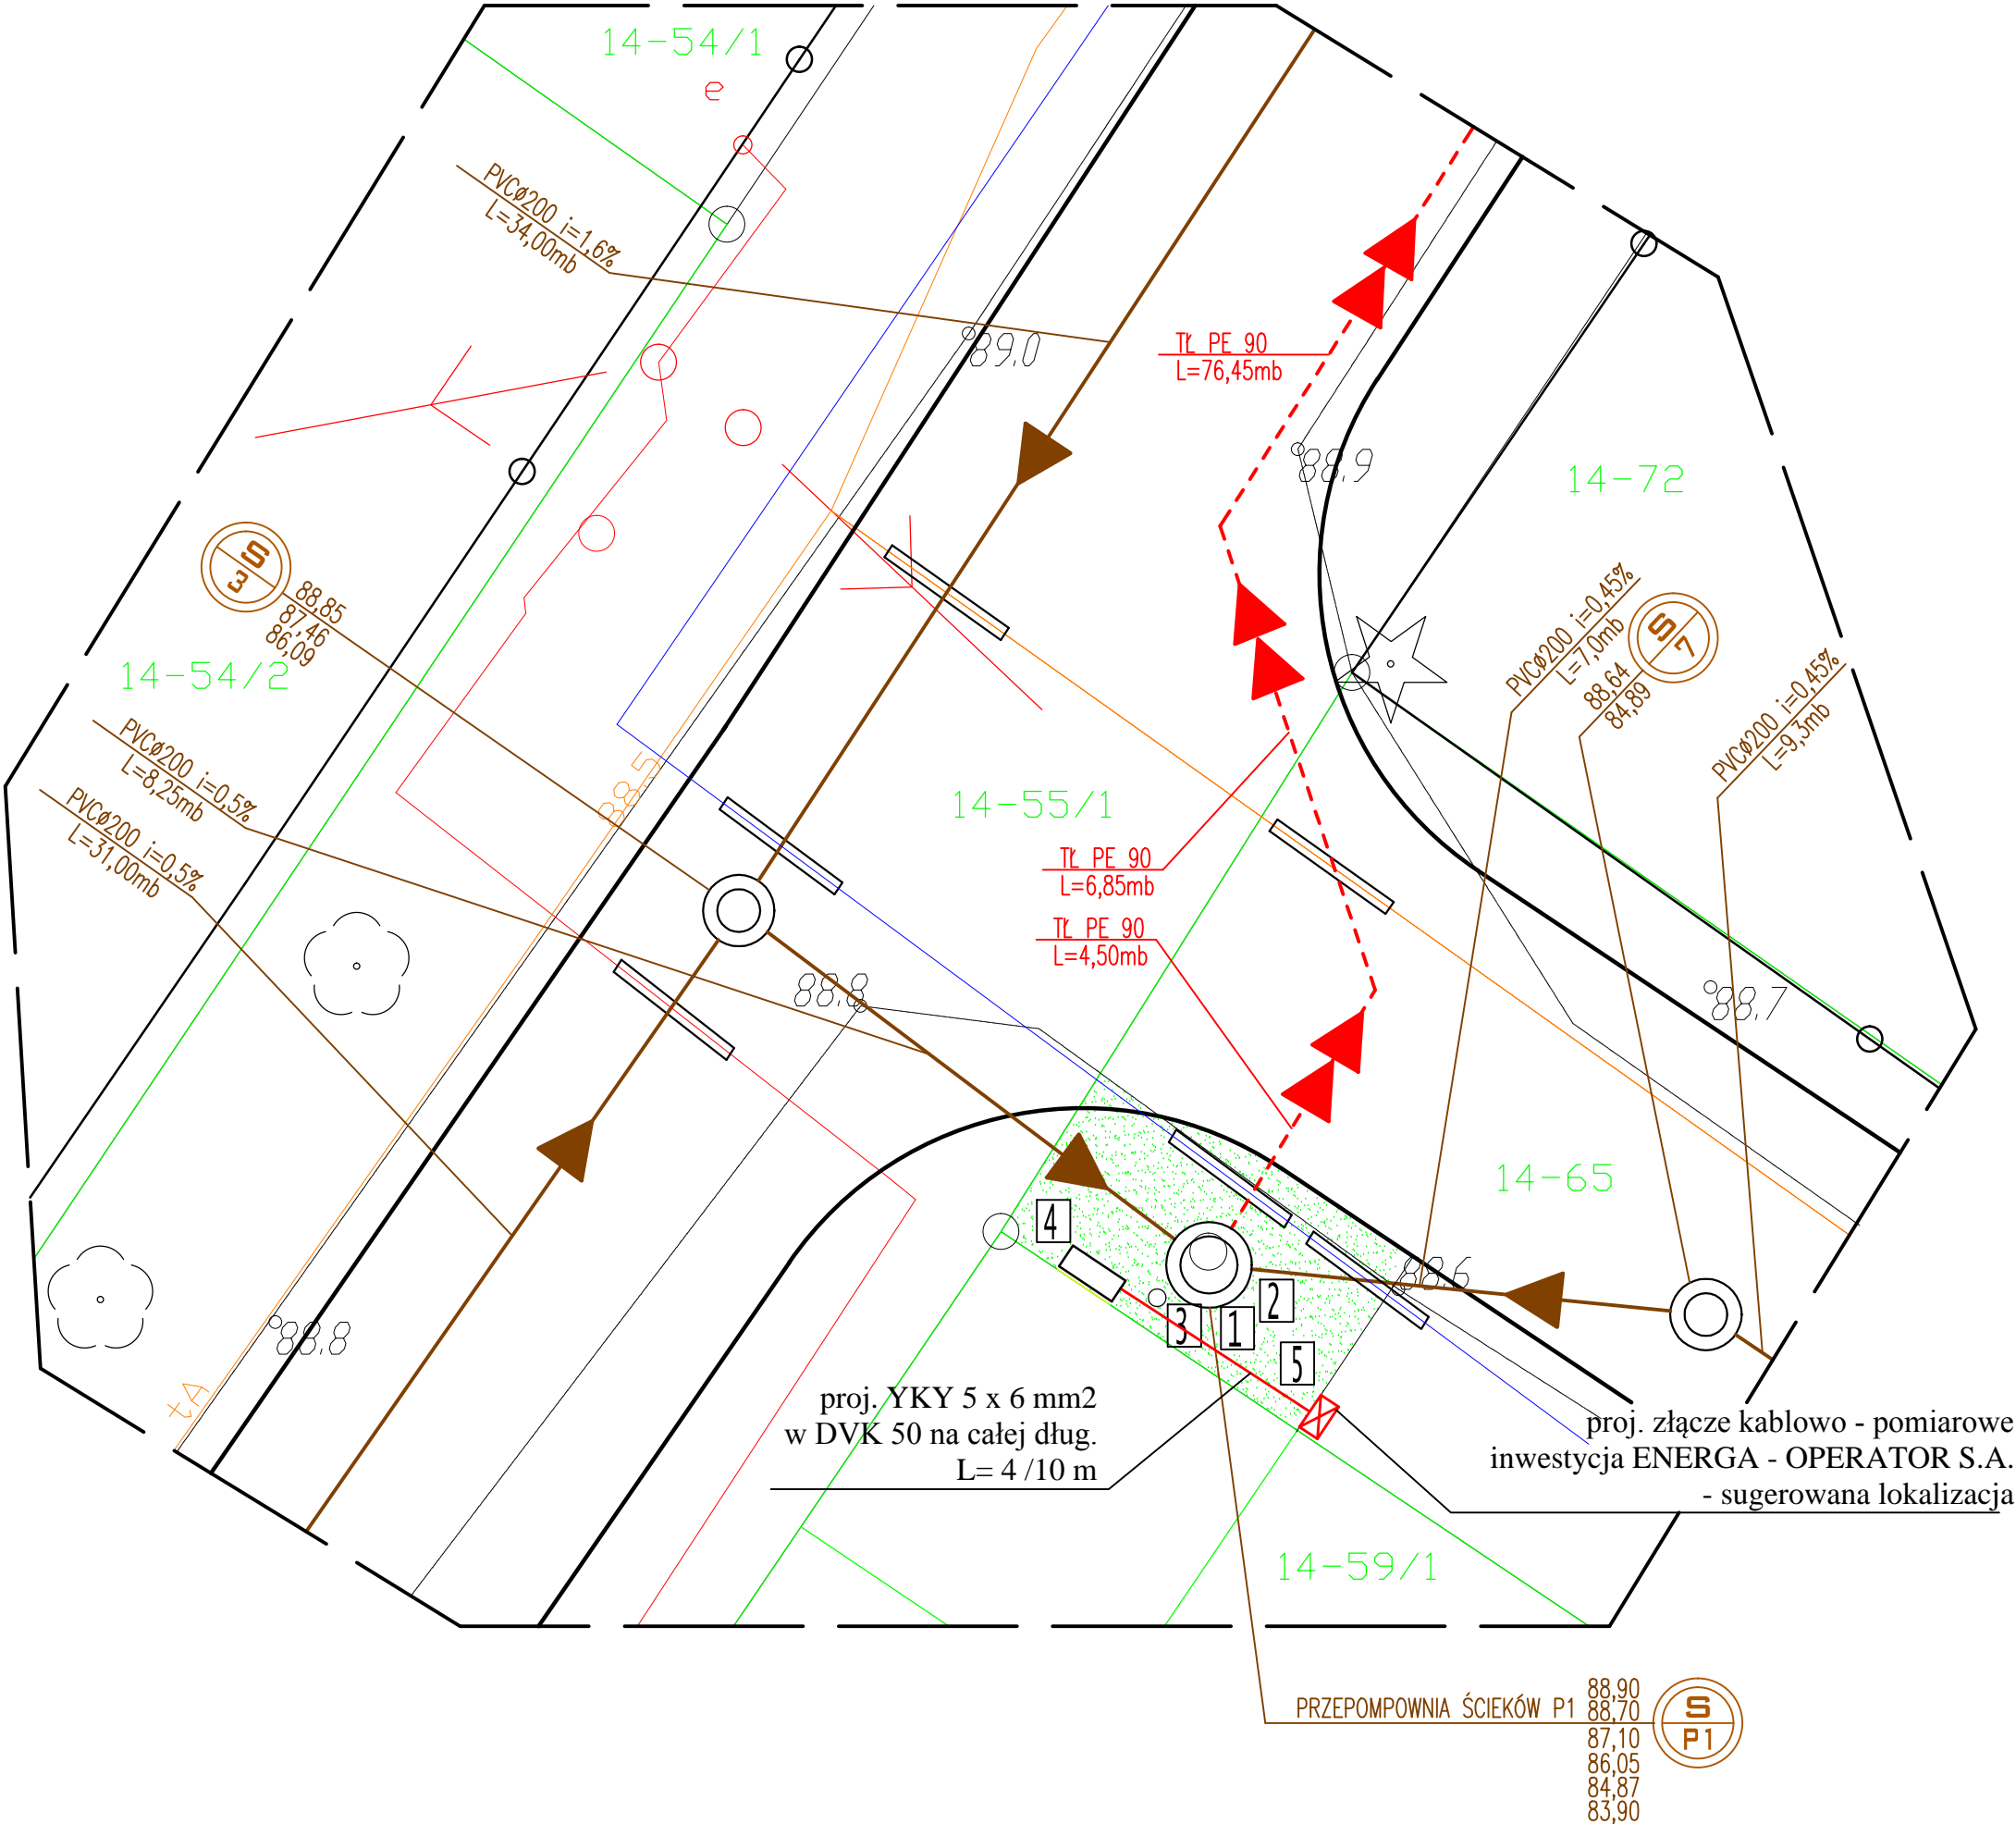 14-54/1
e
PVCø200 i=1,6%
L=34,00mb
89,0
TŁ PE 90
L=76,45mb
88,9
14-72
S
3
88,85
87,46
86,09
14-54/2
PVCø200 i=0,45%
L=7,0mb
S
7
88,64
84,89
PVCø200 i=0,45%
L=9,3mb
PVCø200 i=0,5%
L=8,25mb
PVCø200 i=0,5%
L=31,00mb
88,5
14-55/1
TŁ PE 90
L=6,85mb
TŁ PE 90
L=4,50mb
88,8
88,7
14-65
4
88,6
2
3
1
5
88,8
tA
proj. YKY 5 x 6 mm2
w DVK 50 na całej dług.
L= 4 /10 m
proj. złącze kablowo - pomiarowe
inwestycja ENERGA - OPERATOR S.A.
- sugerowana lokalizacja
14-59/1
PRZEPOMPOWNIA ŚCIEKÓW P1
88,90
88,70
87,10
86,05
84,87
83,90
S
P1